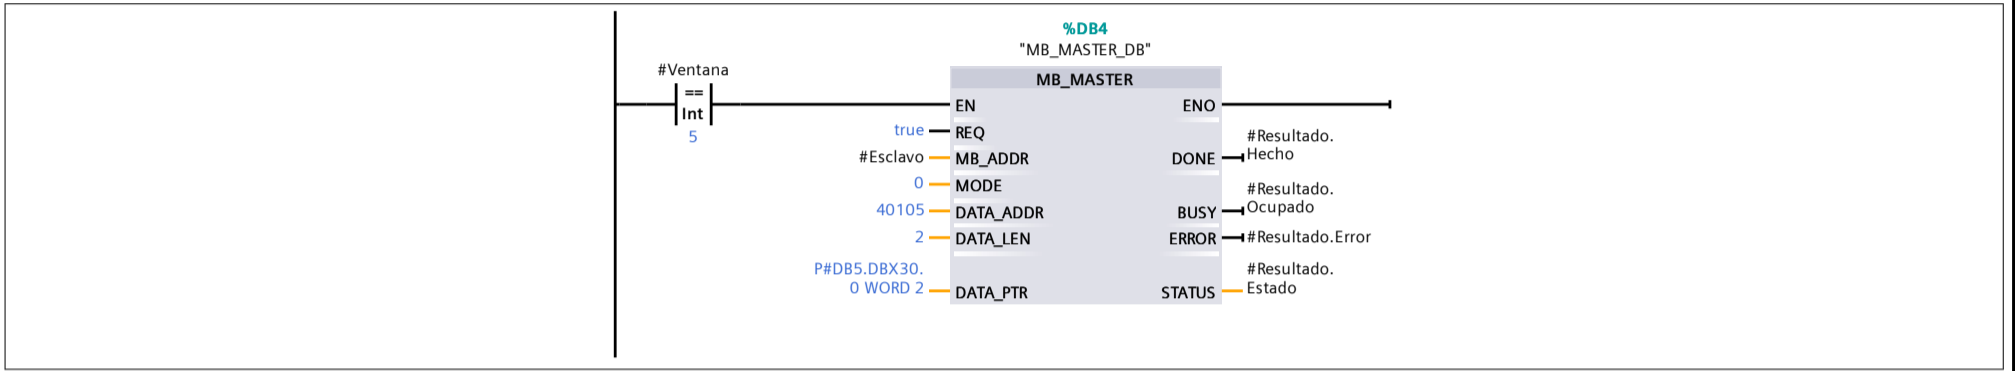 %DB4
"MB_MASTER_DB"
#Ventana
==
Int
5
MB_MASTER
EN
ENO
true
REQ
#Esclavo
MB_ADDR
DONE
#Resultado.
Hecho
0
MODE
40105
DATA_ADDR
BUSY
#Resultado.
Ocupado
2
DATA_LEN
ERROR
#Resultado.Error
P#DB5.DBX30.
0 WORD 2
DATA_PTR
STATUS
#Resultado.
Estado